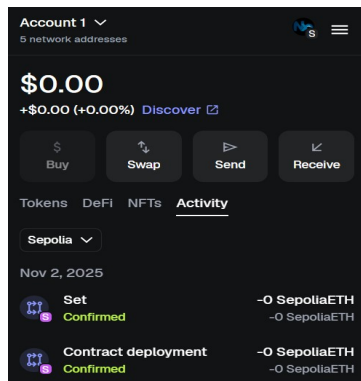 Account 1
5 network addresses
S
$0.00
+$0.00 (+0.00%) Discover
$
Buy Swap Send Receive
Tokens DeFi NFTs Activity
Sepolia
Nov 2, 2025
Set -0 SepoliaETH
S Confirmed -0 SepoliaETH
Contract deployment -0 SepoliaETH
S Confirmed -0 SepoliaETH